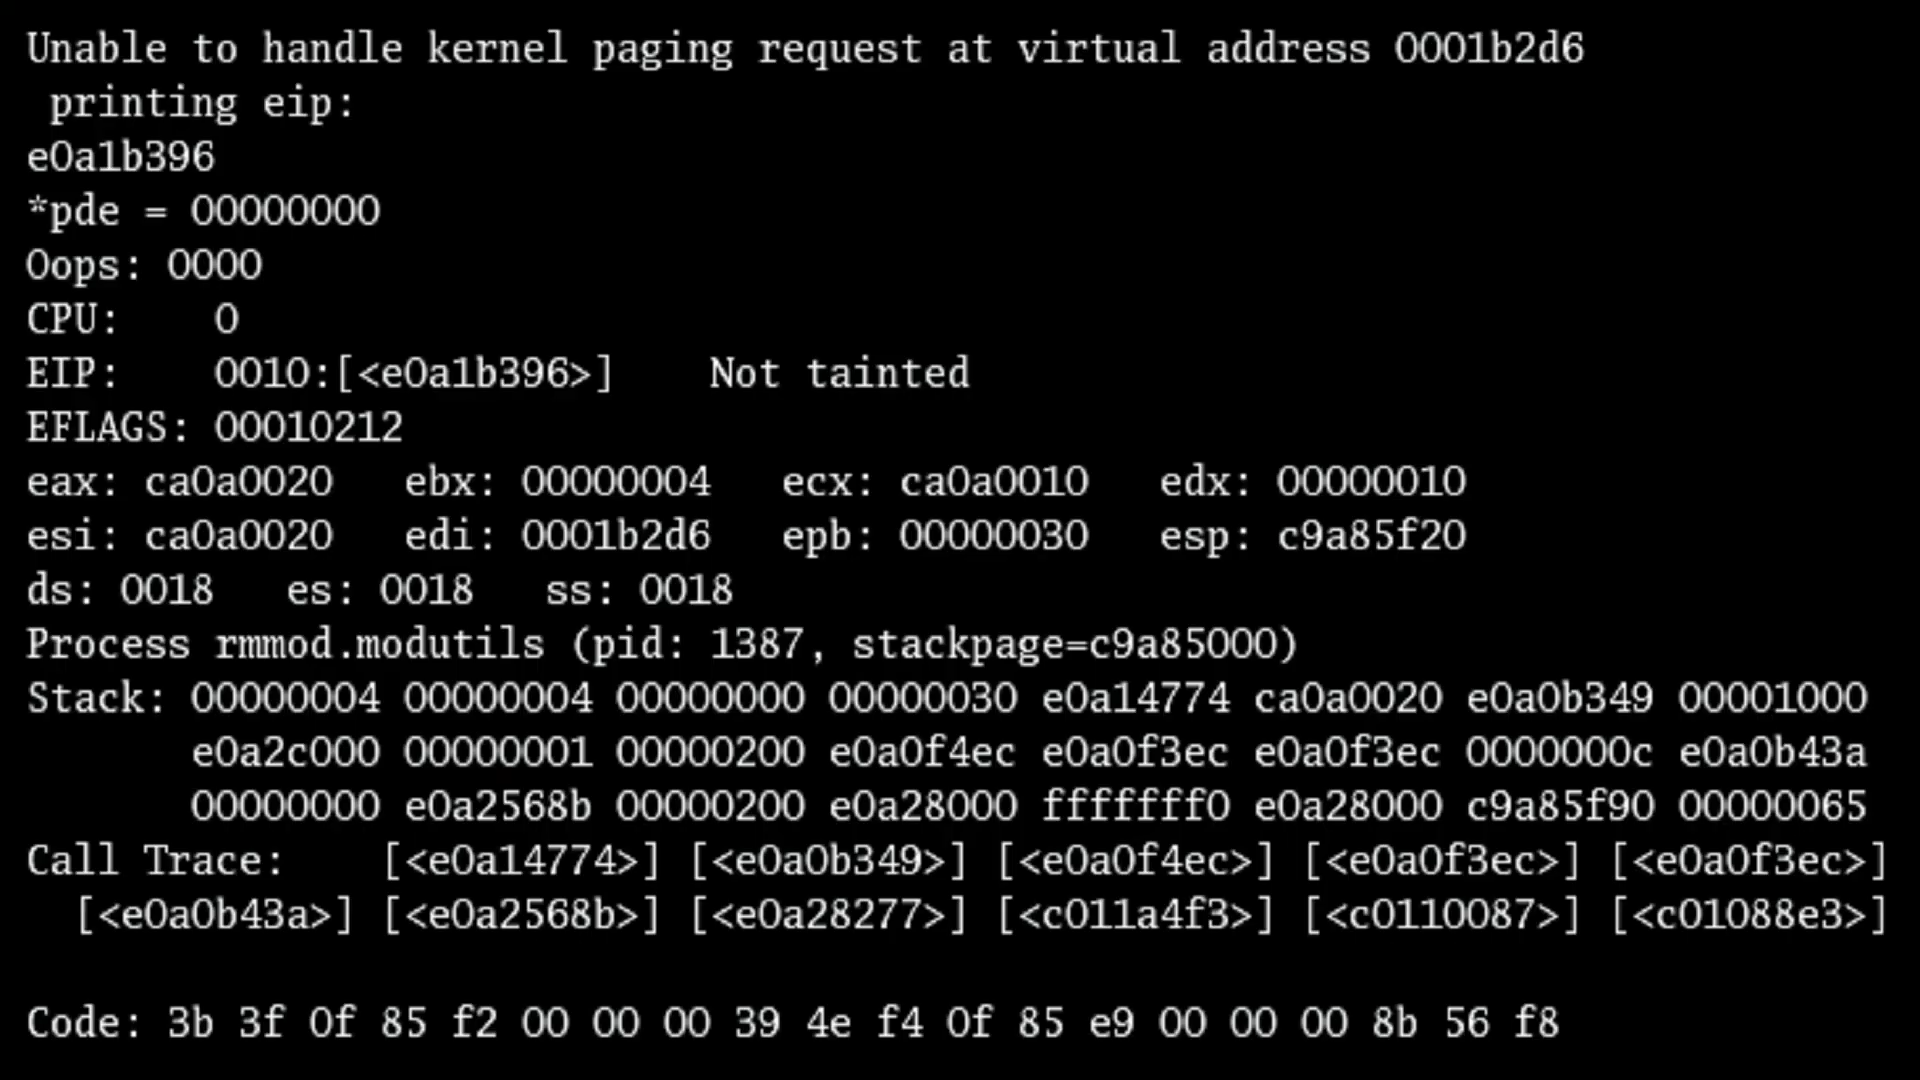 Unable to handle kernel paging request at virtual address 0001b2d6
printing eip:
e0a1b396
*pde = 00000000
Oops: 0000
CPU:    0
EIP:    0010:[<e0a1b396>]    Not tainted
EFLAGS: 00010212
eax: ca0a0020   ebx: 00000004   ecx: ca0a0010   edx: 00000010
esi: ca0a0020   edi: 0001b2d6   epb: 00000030   esp: c9a85f20
ds: 0018   es: 0018   ss: 0018
Process rmmod.modutils (pid: 1387, stackpage=c9a85000)
Stack: 00000004 00000004 00000000 00000030 e0a14774 ca0a0020 e0a0b349 00001000
e0a2c000 00000001 00000200 e0a0f4ec e0a0f3ec e0a0f3ec 0000000c e0a0b43a
00000000 e0a2568b 00000200 e0a28000 fffffff0 e0a28000 c9a85f90 00000065
Call Trace:    [<e0a14774>] [<e0a0b349>] [<e0a0f4ec>] [<e0a0f3ec>] [<e0a0f3ec>]
[<e0a0b43a>] [<e0a2568b>] [<e0a28277>] [<c011a4f3>] [<c0110087>] [<c01088e3>]
Code: 3b 3f 0f 85 f2 00 00 00 39 4e f4 0f 85 e9 00 00 00 8b 56 f8